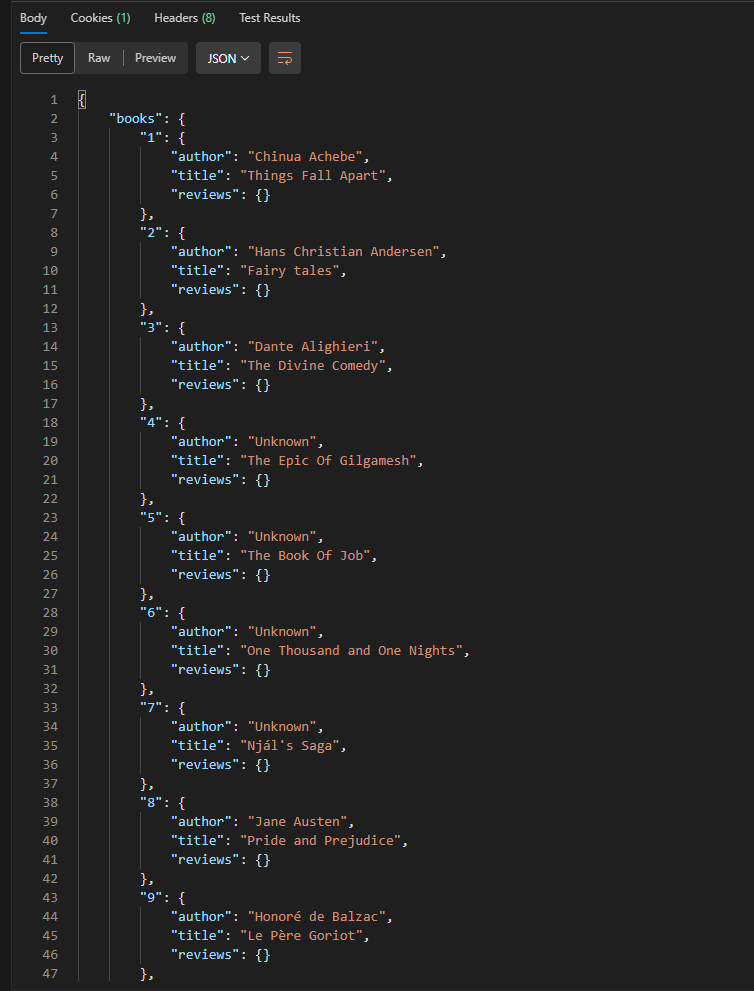 Body Cookies (1) Headers (8) Test Results
Pretty Raw Preview JSON
1 {
2 "books": {
3 "1": {
4 "author": "Chinua Achebe",
5 "title": "Things Fall Apart",
6 "reviews": {}
7 },
8 "2": {
9 "author": "Hans Christian Andersen",
10 "title": "Fairy tales",
11 "reviews": {}
12 },
13 "3": {
14 "author": "Dante Alighieri",
15 "title": "The Divine Comedy",
16 "reviews": {}
17 },
18 "4": {
19 "author": "Unknown",
20 "title": "The Epic Of Gilgamesh",
21 "reviews": {}
22 },
23 "5": {
24 "author": "Unknown",
25 "title": "The Book Of Job",
26 "reviews": {}
27 },
28 "6": {
29 "author": "Unknown",
30 "title": "One Thousand and One Nights",
31 "reviews": {}
32 },
33 "7": {
34 "author": "Unknown",
35 "title": "Njál's Saga",
36 "reviews": {}
37 },
38 "8": {
39 "author": "Jane Austen",
40 "title": "Pride and Prejudice",
41 "reviews": {}
42 },
43 "9": {
44 "author": "Honoré de Balzac",
45 "title": "Le Père Goriot",
46 "reviews": {}
47 },